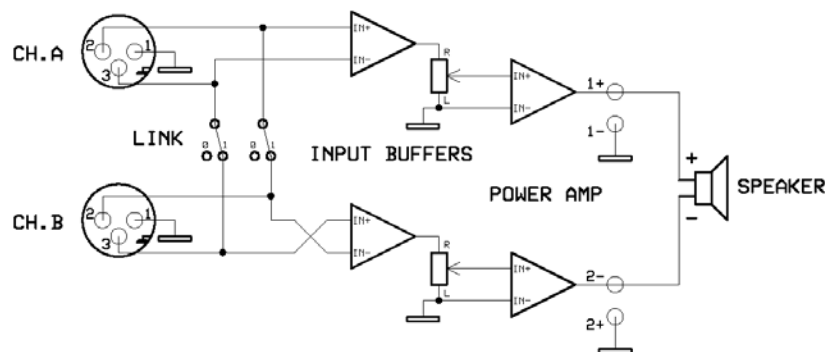 CH.A
2
1
3
IN+
IN-
R
L
IN+
IN-
1+
1-
LINK
0
1
0
1
INPUT BUFFERS
POWER AMP
+
-
SPEAKER
CH.B
2
1
3
IN+
IN-
R
L
IN+
IN-
2-
2+